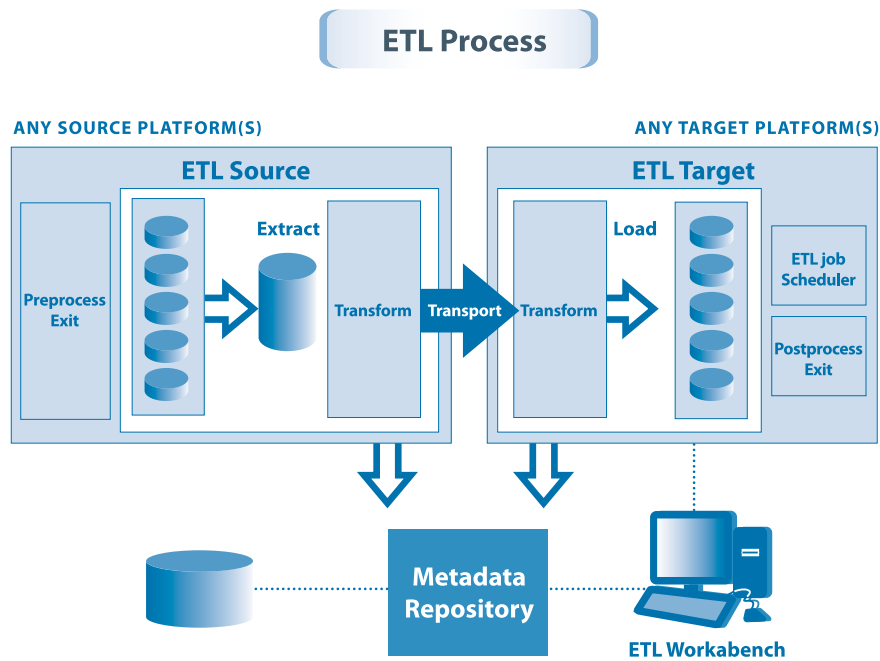 ETL Process
ANY SOURCE PLATFORM(S)
ANY TARGET PLATFORM(S)
ETL Source
Preprocess
Exit
Extract
Transform
Transport
ETL Target
Transform
Load
ETL job
Scheduler
Postprocess
Exit
Metadata
Repository
ETL Workabench